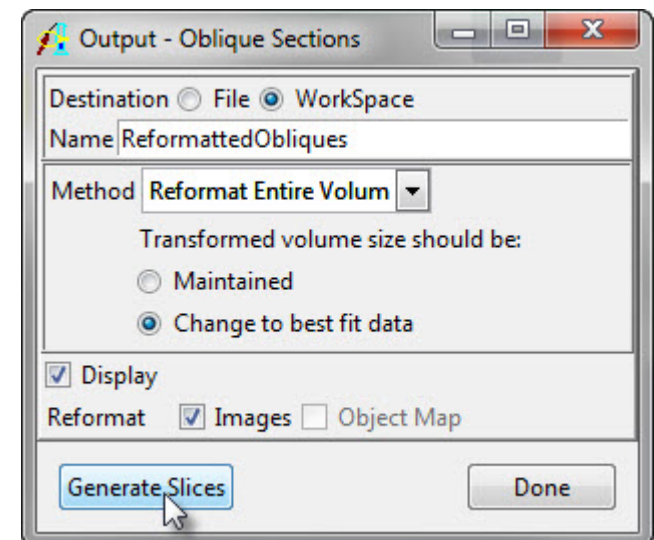 Output - Oblique Sections
Destination File WorkSpace
Name ReformattedObliques
Method Reformat Entire Volum
Transformed volume size should be:
Maintained
Change to best fit data
Display
Reformat Images Object Map
Generate Slices Done